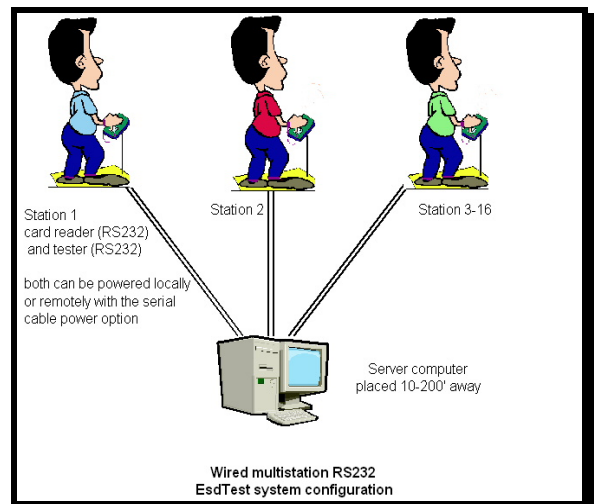 Station 1
card reader (RS232)
and tester (RS232)
both can be powered locally
or remotely with the serial
cable power option
Station 2
Station 3-16
Server computer
placed 10-200' away
Wired multistation RS232
EsdTest system configuration